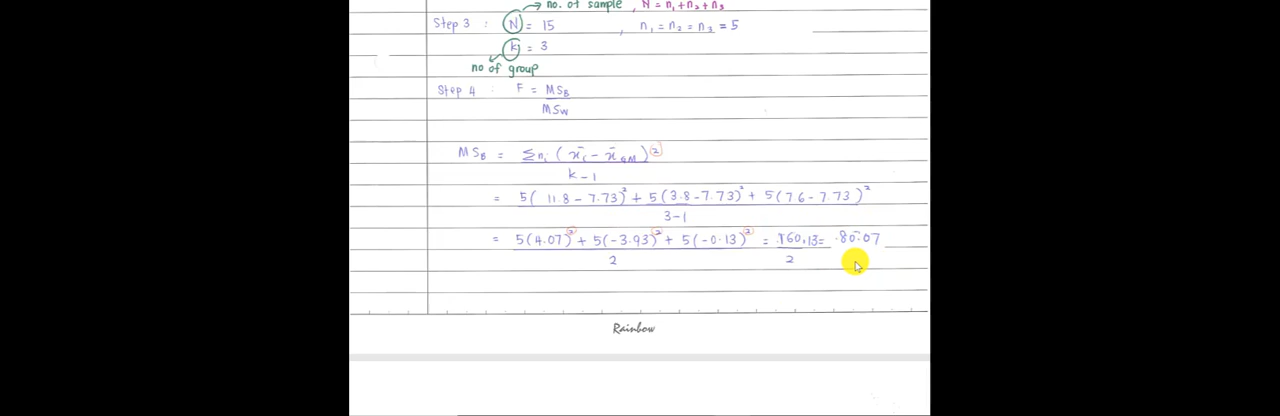 → no. of sample, N = n₁+n₂+n₃
Step 3 : N = 15 , n₁ = n₂ = n₃ = 5
k = 3
no of group
Step 4 : F = MS_B / MS_W
MS_B = Σnᵢ ( x̄ᵢ - x̄_GM )² / k-1
= 5( 11.8 - 7.73)² + 5(3.8 - 7.73)² + 5(7.6 - 7.73)² / 3-1
= 5(4.07)² + 5(-3.93)² + 5(-0.13)² / 2 = 160.13 / 2 = 80.07
Rainbow